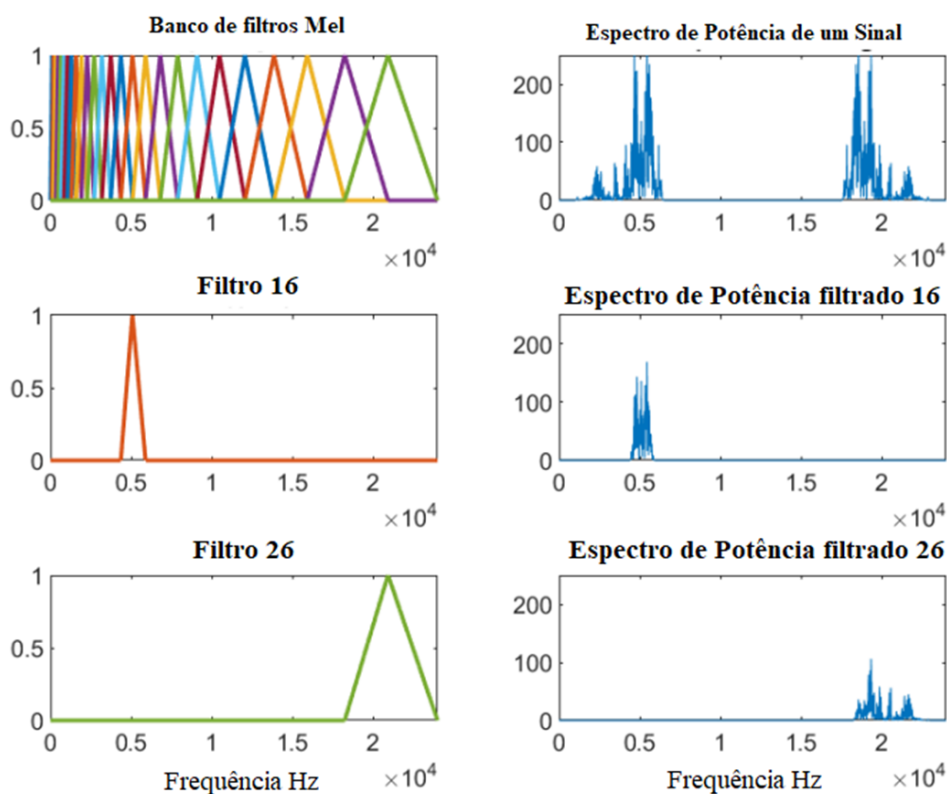 Banco de filtros Mel
1
0.5
0
0 0.5 1 1.5 2
×10^4
Espectro de Potência de um Sinal
200
100
0
0 0.5 1 1.5 2
×10^4
Filtro 16
1
0.5
0
0 0.5 1 1.5 2
×10^4
Espectro de Potência filtrado 16
200
100
0
0 0.5 1 1.5 2
×10^4
Filtro 26
1
0.5
0
0 0.5 1 1.5 2
Frequência Hz ×10^4
Espectro de Potência filtrado 26
200
100
0
0 0.5 1 1.5 2
Frequência Hz ×10^4